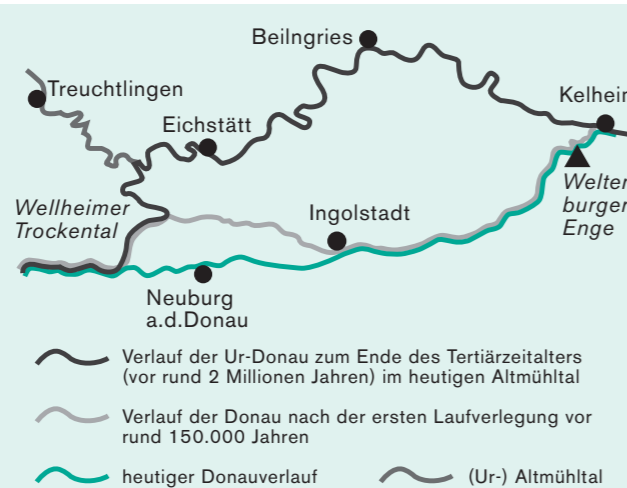 Beilngries
Treuchtlingen
Kelheim
Eichstätt
Wellheimer
Trockental
Ingolstadt
Welten
burger
Enge
Neuburg
a.d.Donau
Verlauf der Ur-Donau zum Ende des Tertiärzeitalters
(vor rund 2 Millionen Jahren) im heutigen Altmühltal
Verlauf der Donau nach der ersten Laufverlegung vor
rund 150.000 Jahren
heutiger Donauverlauf
(Ur-) Altmühltal